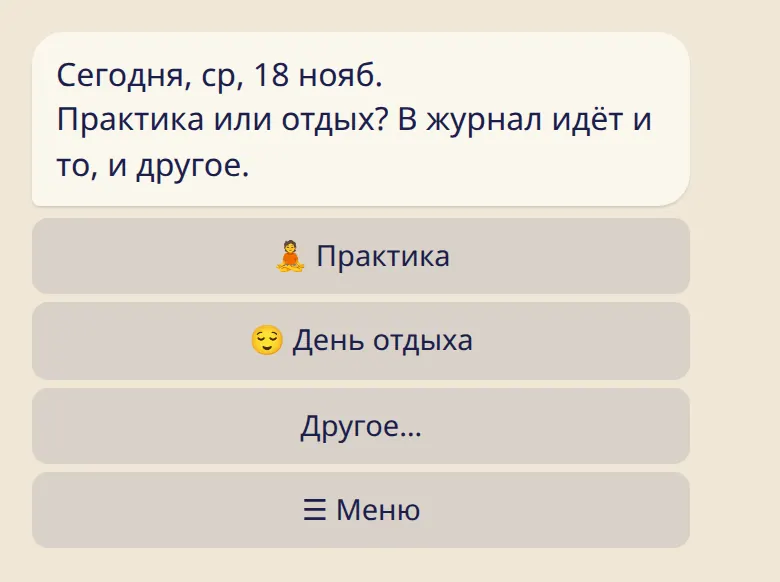 Сегодня, ср, 18 нояб.
Практика или отдых? В журнал идёт и
то, и другое.
🧘 Практика
😌 День отдыха
Другое...
☰ Меню